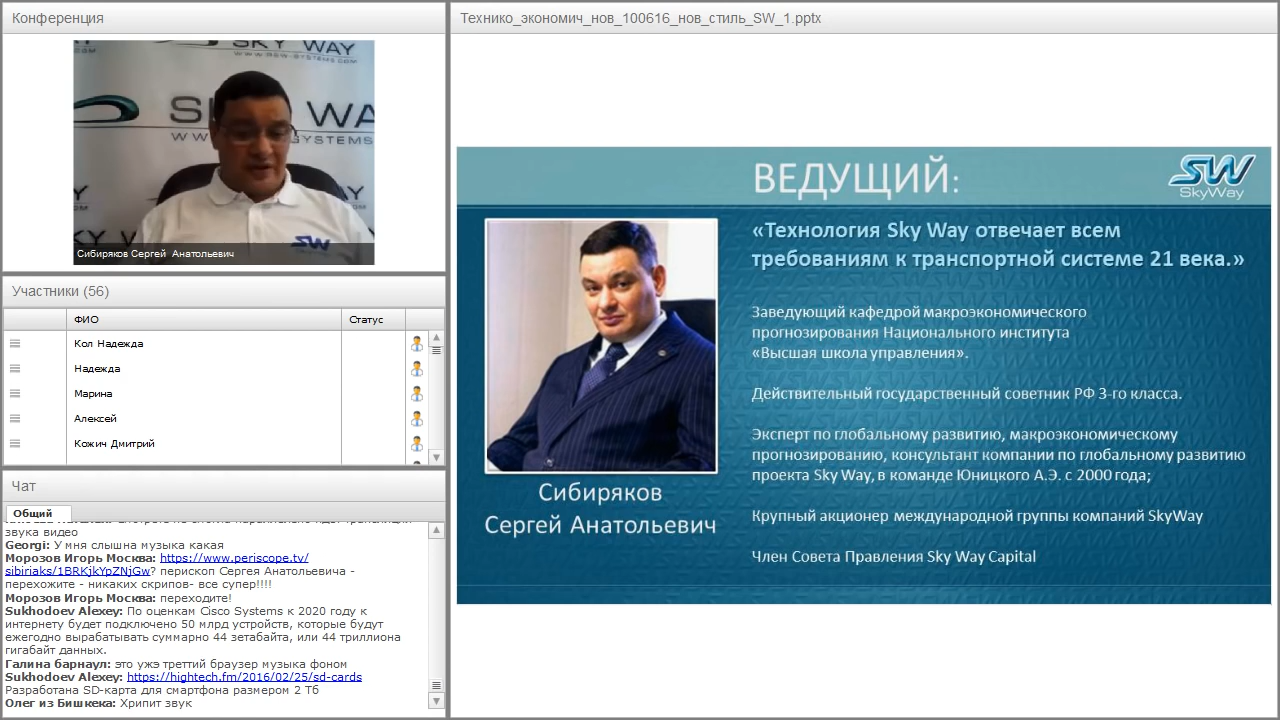 Конференция
SKY WAY
WWW.RSW-SYSTEMS.COM
SKY WAY
SW
Сибиряков Сергей Анатольевич
Участники (56)
ФИО Статус
Кол Надежда
Надежда
Марина
Алексей
Кожич Дмитрий
Чат
Общий
звука видео
Georgi: У мня слышна музыка какая
Морозов Игорь Москва: https://www.periscope.tv/
sibiriaks/1BRKjkYpZNjGw? перископ Сергея Анатольевича -
перехожите - никаких скрипов- все супер!!!!
Морозов Игорь Москва: переходите!
Sukhodoev Alexey: По оценкам Cisco Systems к 2020 году к
интернету будет подключено 50 млрд устройств, которые будут
ежегодно вырабатывать суммарно 44 зетабайта, или 44 триллиона
гигабайт данных.
Галина барнаул: это ужэ треттий браузер музыка фоном
Sukhodoev Alexey: https://hightech.fm/2016/02/25/sd-cards
Разработана SD-карта для смартфона размером 2 Тб
Олег из Бишкека: Хрипит звук
Технико_экономич_нов_100616_нов_стиль_SW_1.pptx
ВЕДУЩИЙ:
SW
SkyWay
«Технология Sky Way отвечает всем
требованиям к транспортной системе 21 века.»
Заведующий кафедрой макроэкономического
прогнозирования Национального института
«Высшая школа управления».
Действительный государственный советник РФ 3-го класса.
Эксперт по глобальному развитию, макроэкономическому
прогнозированию, консультант компании по глобальному развитию
проекта Sky Way, в команде Юницкого А.Э. с 2000 года;
Крупный акционер международной группы компаний SkyWay
Член Совета Правления Sky Way Capital
Сибиряков
Сергей Анатольевич